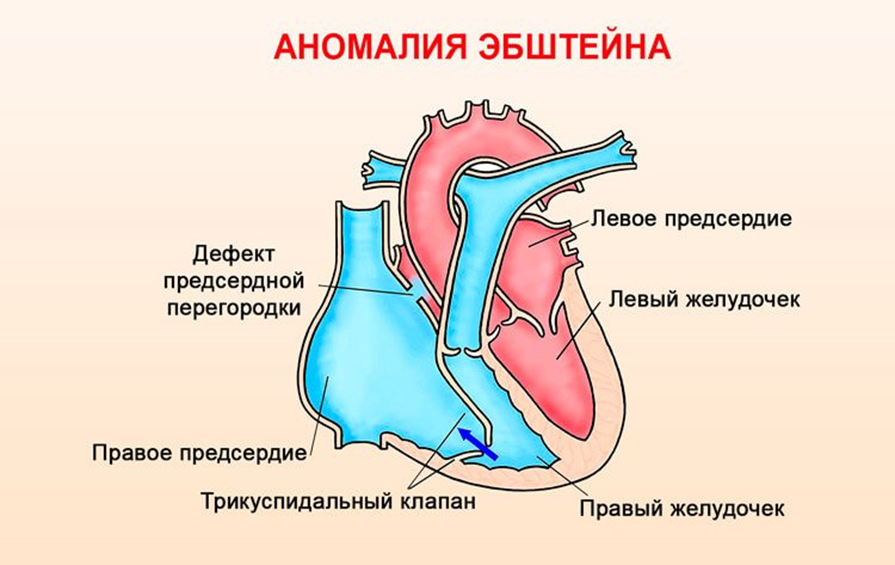 АНОМАЛИЯ ЭБШТЕЙНА
Левое предсердие
Дефект
предсердной
перегородки
Левый желудочек
Правое предсердие
Трикуспидальный клапан
Правый желудочек